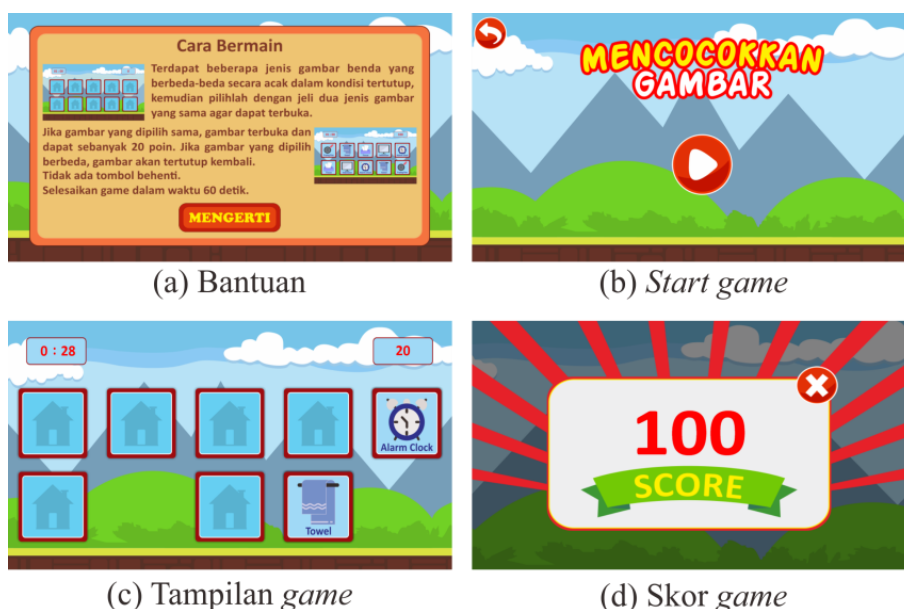 Cara Bermain
Terdapat beberapa jenis gambar benda yang
berbeda-beda secara acak dalam kondisi tertutup,
kemudian pilihlah dengan jeli dua jenis gambar
yang sama agar dapat terbuka.
Jika gambar yang dipilih sama, gambar terbuka dan
dapat sebanyak 20 poin. Jika gambar yang dipilih
berbeda, gambar akan tertutup kembali.
Tidak ada tombol behenti.
Selesaikan game dalam waktu 60 detik.
MENGERTI
(a) Bantuan
MENCOCOKKAN
GAMBAR
(b) Start game
0 : 28
20
Alarm Clock
Towel
(c) Tampilan game
100
SCORE
(d) Skor game